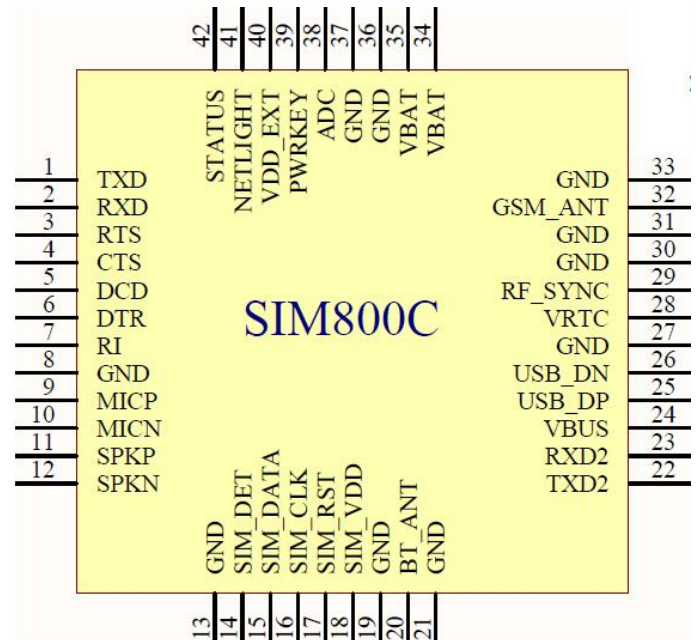 42 41 40 39 38 37 36 35 34
STATUS
NETLIGHT
VDD_EXT
PWRKEY
ADC
GND
GND
VBAT
VBAT
1 TXD
2 RXD
3 RTS
4 CTS
5 DCD
6 DTR
7 RI
8 GND
9 MICP
10 MICN
11 SPKP
12 SPKN
SIM800C
GND 33
GSM_ANT 32
GND 31
GND 30
RF_SYNC 29
VRTC 28
GND 27
USB_DN 26
USB_DP 25
VBUS 24
RXD2 23
TXD2 22
GND
SIM_DET
SIM_DATA
SIM_CLK
SIM_RST
SIM_VDD
GND
BT_ANT
GND
13 14 15 16 17 18 19 20 21